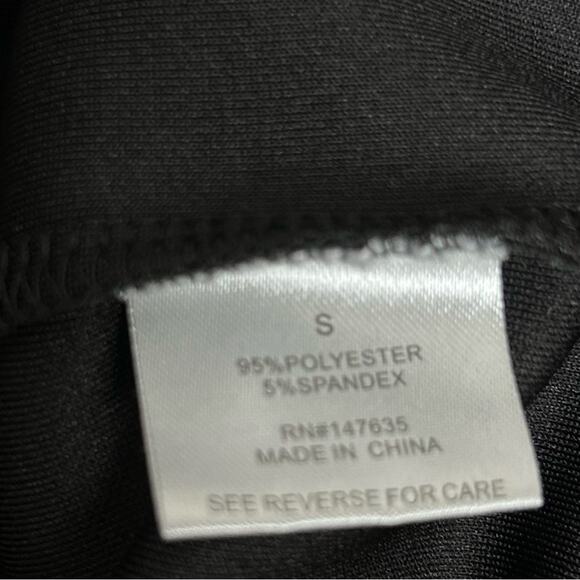 S
95%POLYESTER
5%SPANDEX
RN#147635
MADE IN CHINA
SEE REVERSE FOR CARE